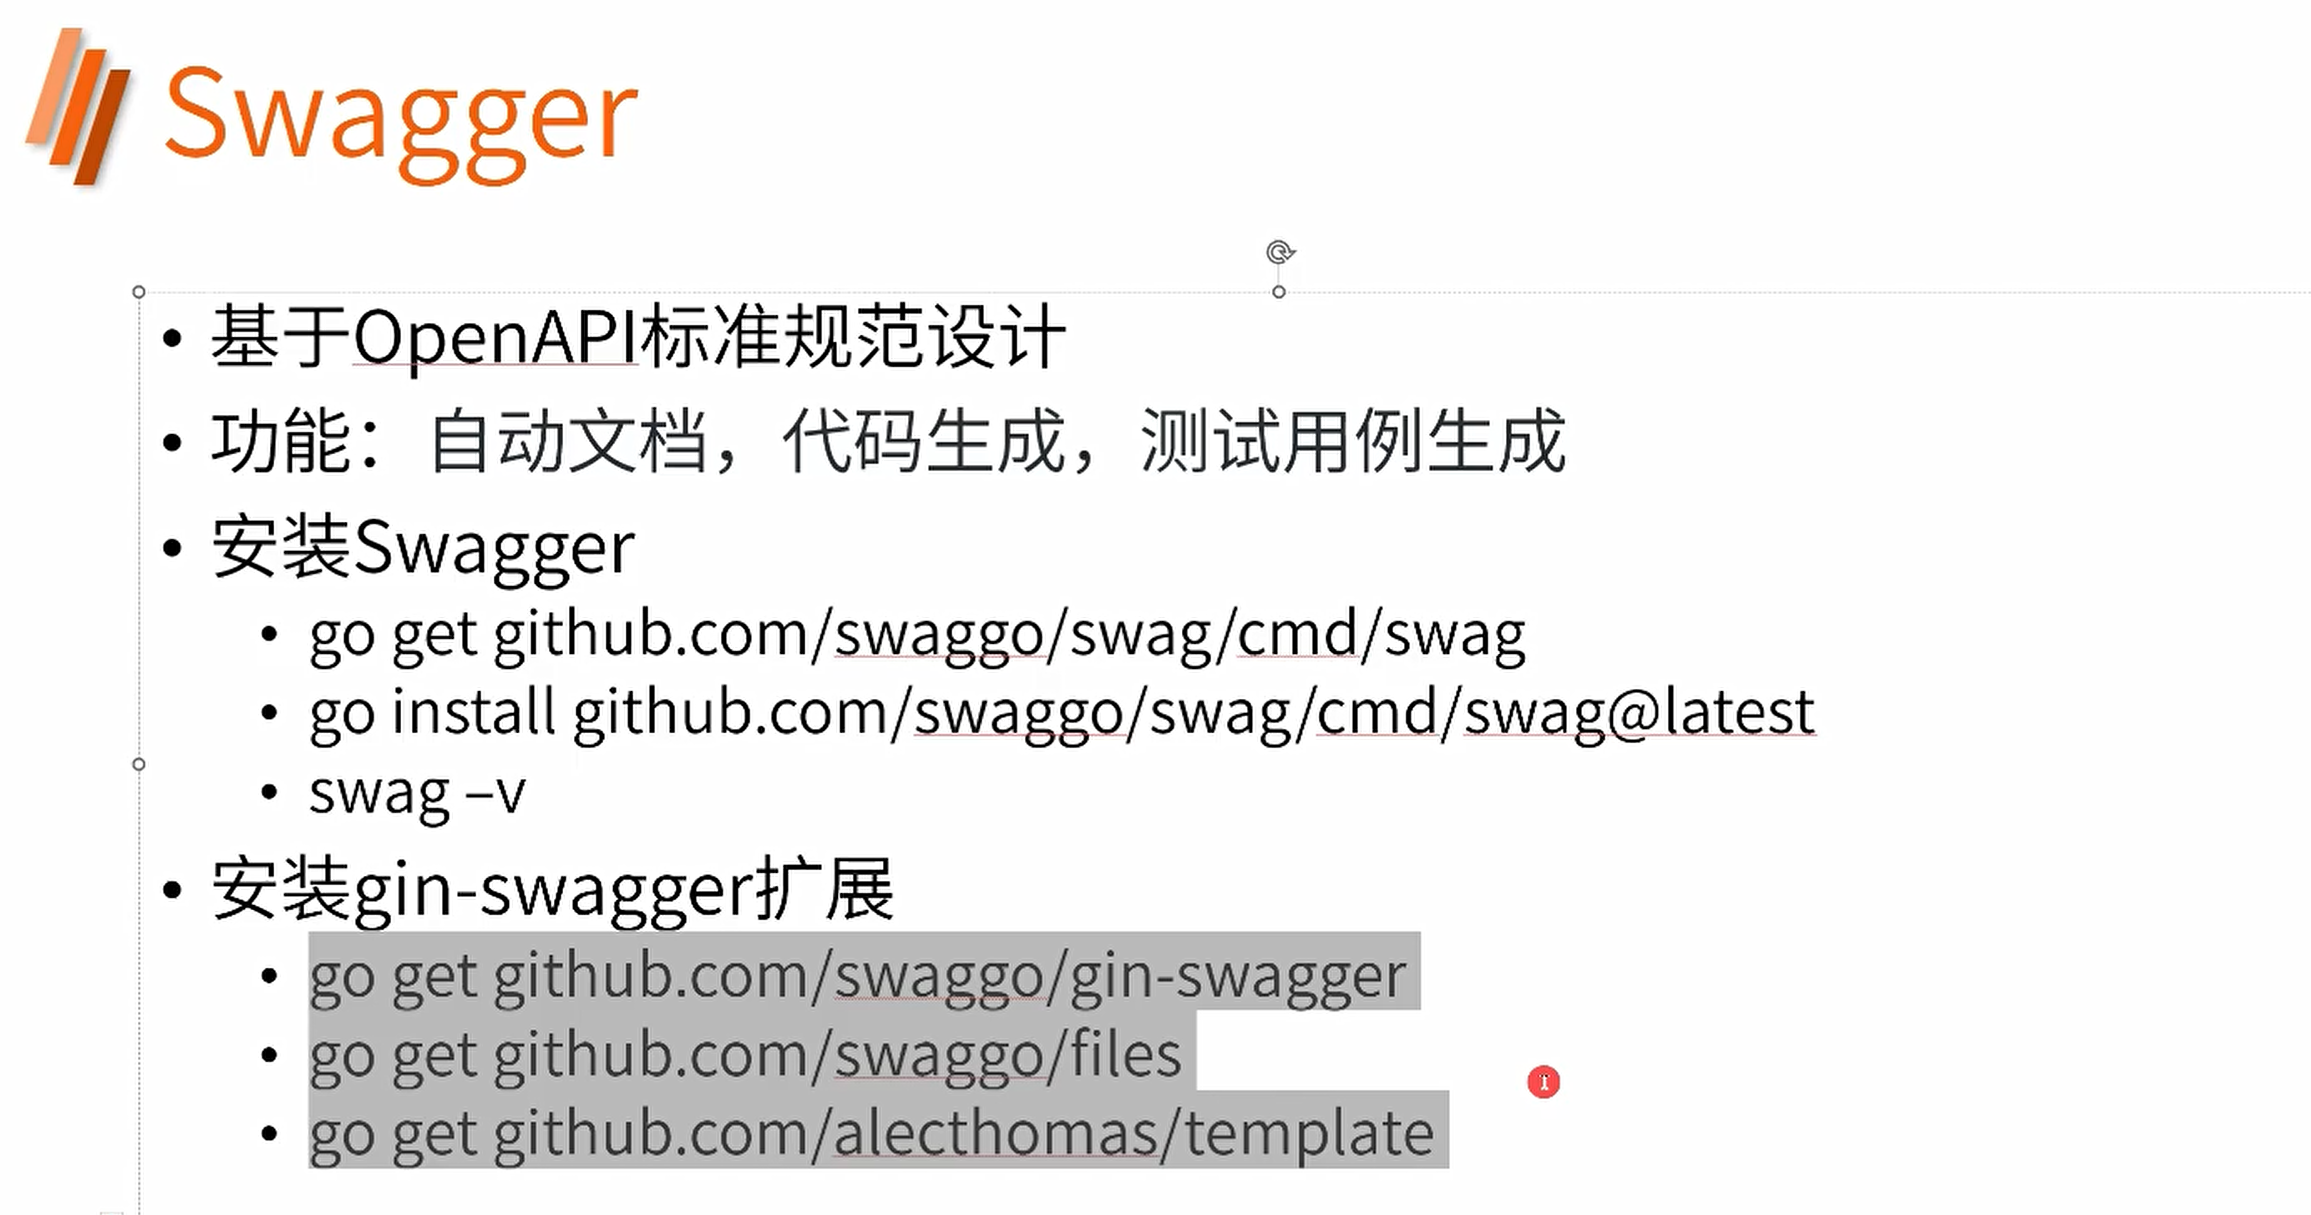 Swagger
基于OpenAPI标准规范设计
功能：自动文档，代码生成，测试用例生成
安装Swagger
go get github.com/swaggo/swag/cmd/swag
go install github.com/swaggo/swag/cmd/swag@latest
swag –v
安装gin-swagger扩展
go get github.com/swaggo/gin-swagger
go get github.com/swaggo/files
go get github.com/alecthomas/template